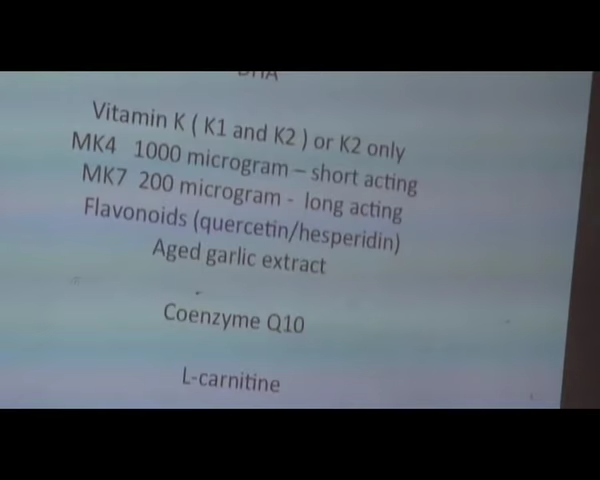 DHA
Vitamin K ( K1 and K2 ) or K2 only
MK4 1000 microgram – short acting
MK7 200 microgram - long acting
Flavonoids (quercetin/hesperidin)
Aged garlic extract
Coenzyme Q10
L-carnitine